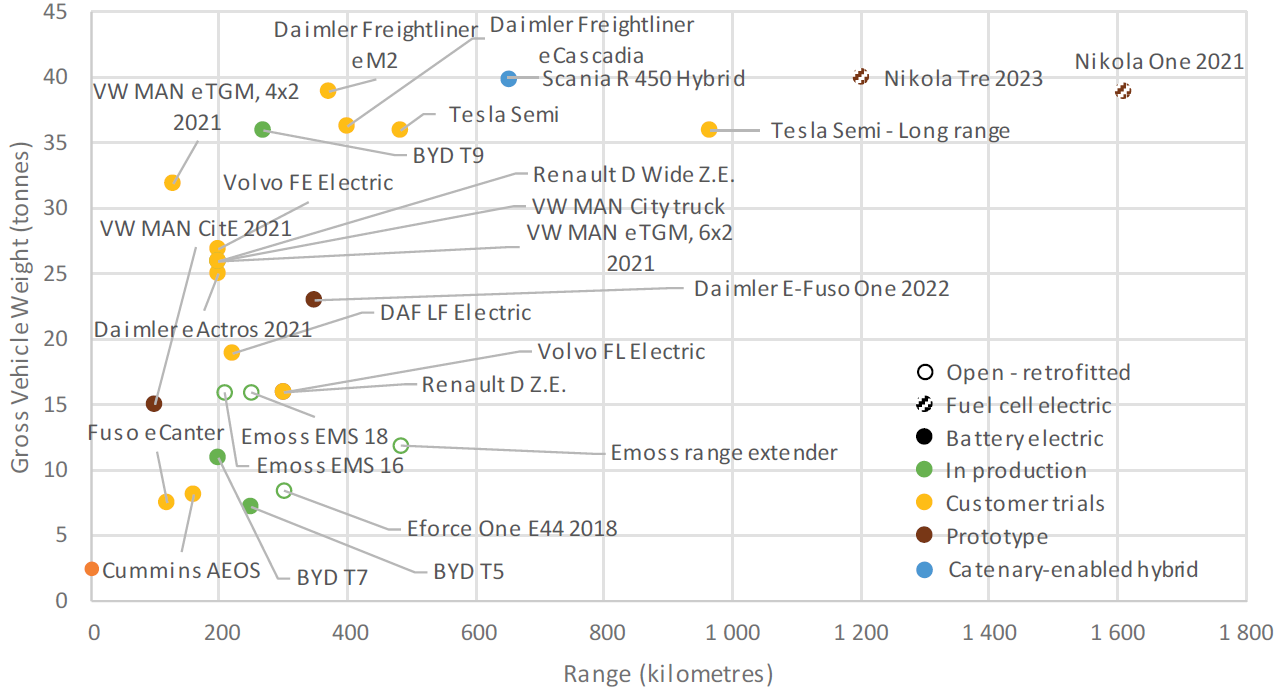 45
40
35
30
25
20
15
10
5
0
Gross Vehicle Weight (tonnes)
Daimler Freightliner
eM2
Daimler Freightliner
eCascadia
Scania R 450 Hybrid
Nikola Tre 2023
Nikola One 2021
VW MAN eTGM, 4x2
2021
Tesla Semi
Tesla Semi - Long range
BYD T9
Volvo FE Electric
Renault D Wide Z.E.
VW MAN City truck
VW MAN CitE 2021
VW MAN eTGM, 6x2
2021
Daimler E-Fuso One 2022
DAF LF Electric
Daimler eActros 2021
Volvo FL Electric
Renault D Z.E.
Fuso eCanter
Emoss EMS 18
Emoss EMS 16
Emoss range extender
Eforce One E44 2018
Cummins AEOS
BYD T7
BYD T5
Open - retrofitted
Fuel cell electric
Battery electric
In production
Customer trials
Prototype
Catenary-enabled hybrid
0
200
400
600
800
1 000
1 200
1 400
1 600
1 800
Range (kilometres)